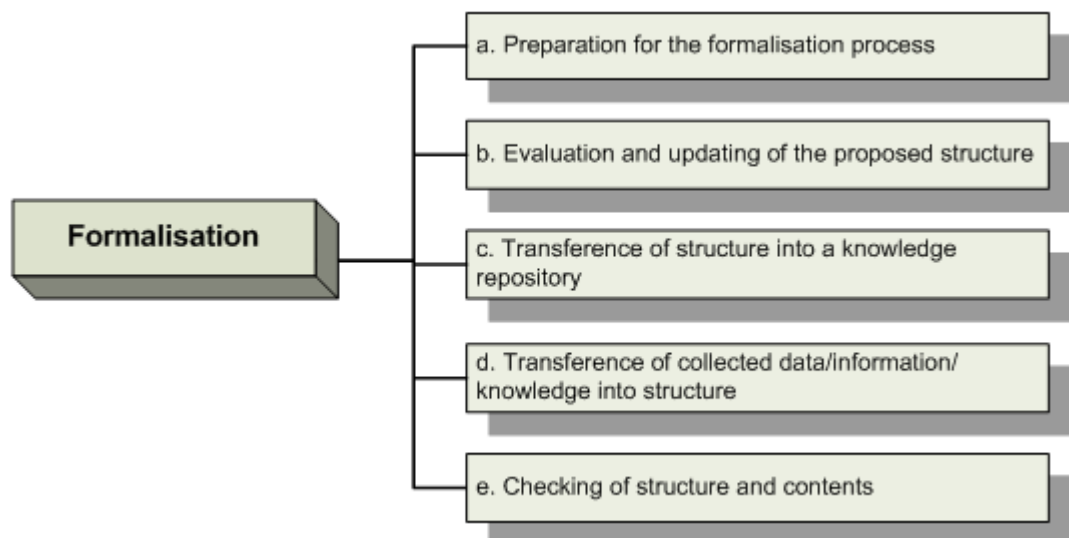 a. Preparation for the formalisation process
b. Evaluation and updating of the proposed structure
Formalisation
c. Transference of structure into a knowledge
repository
d. Transference of collected data/information/
knowledge into structure
e. Checking of structure and contents